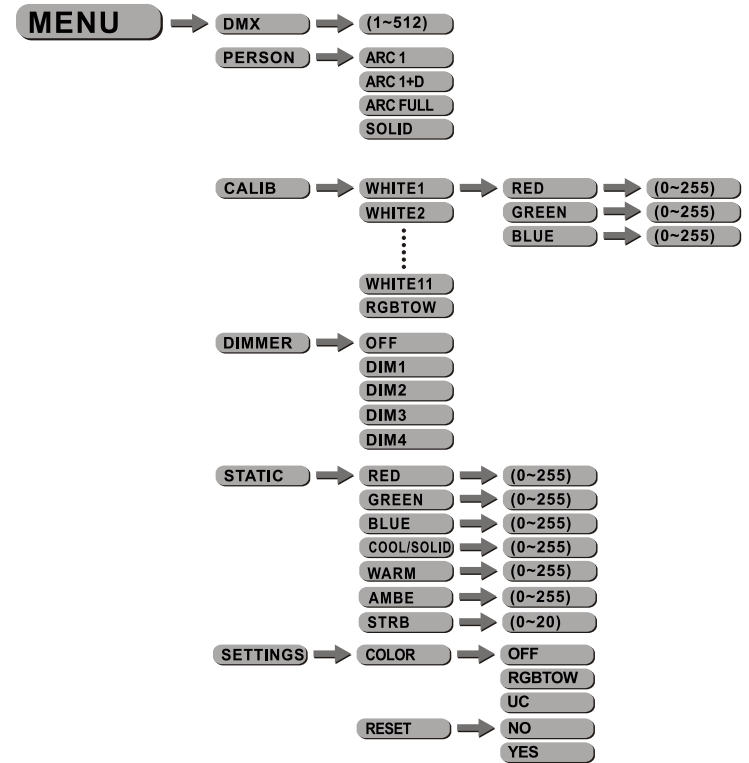 MENU DMX (1~512)
PERSON ARC 1
ARC 1+D
ARC FULL
SOLID
CALIB WHITE1 RED (0~255)
WHITE2 GREEN (0~255)
BLUE (0~255)
WHITE11
RGBTOW
DIMMER OFF
DIM1
DIM2
DIM3
DIM4
STATIC RED (0~255)
GREEN (0~255)
BLUE (0~255)
COOL/SOLID (0~255)
WARM (0~255)
AMBE (0~255)
STRB (0~20)
SETTINGS COLOR OFF
RGBTOW
UC
RESET NO
YES